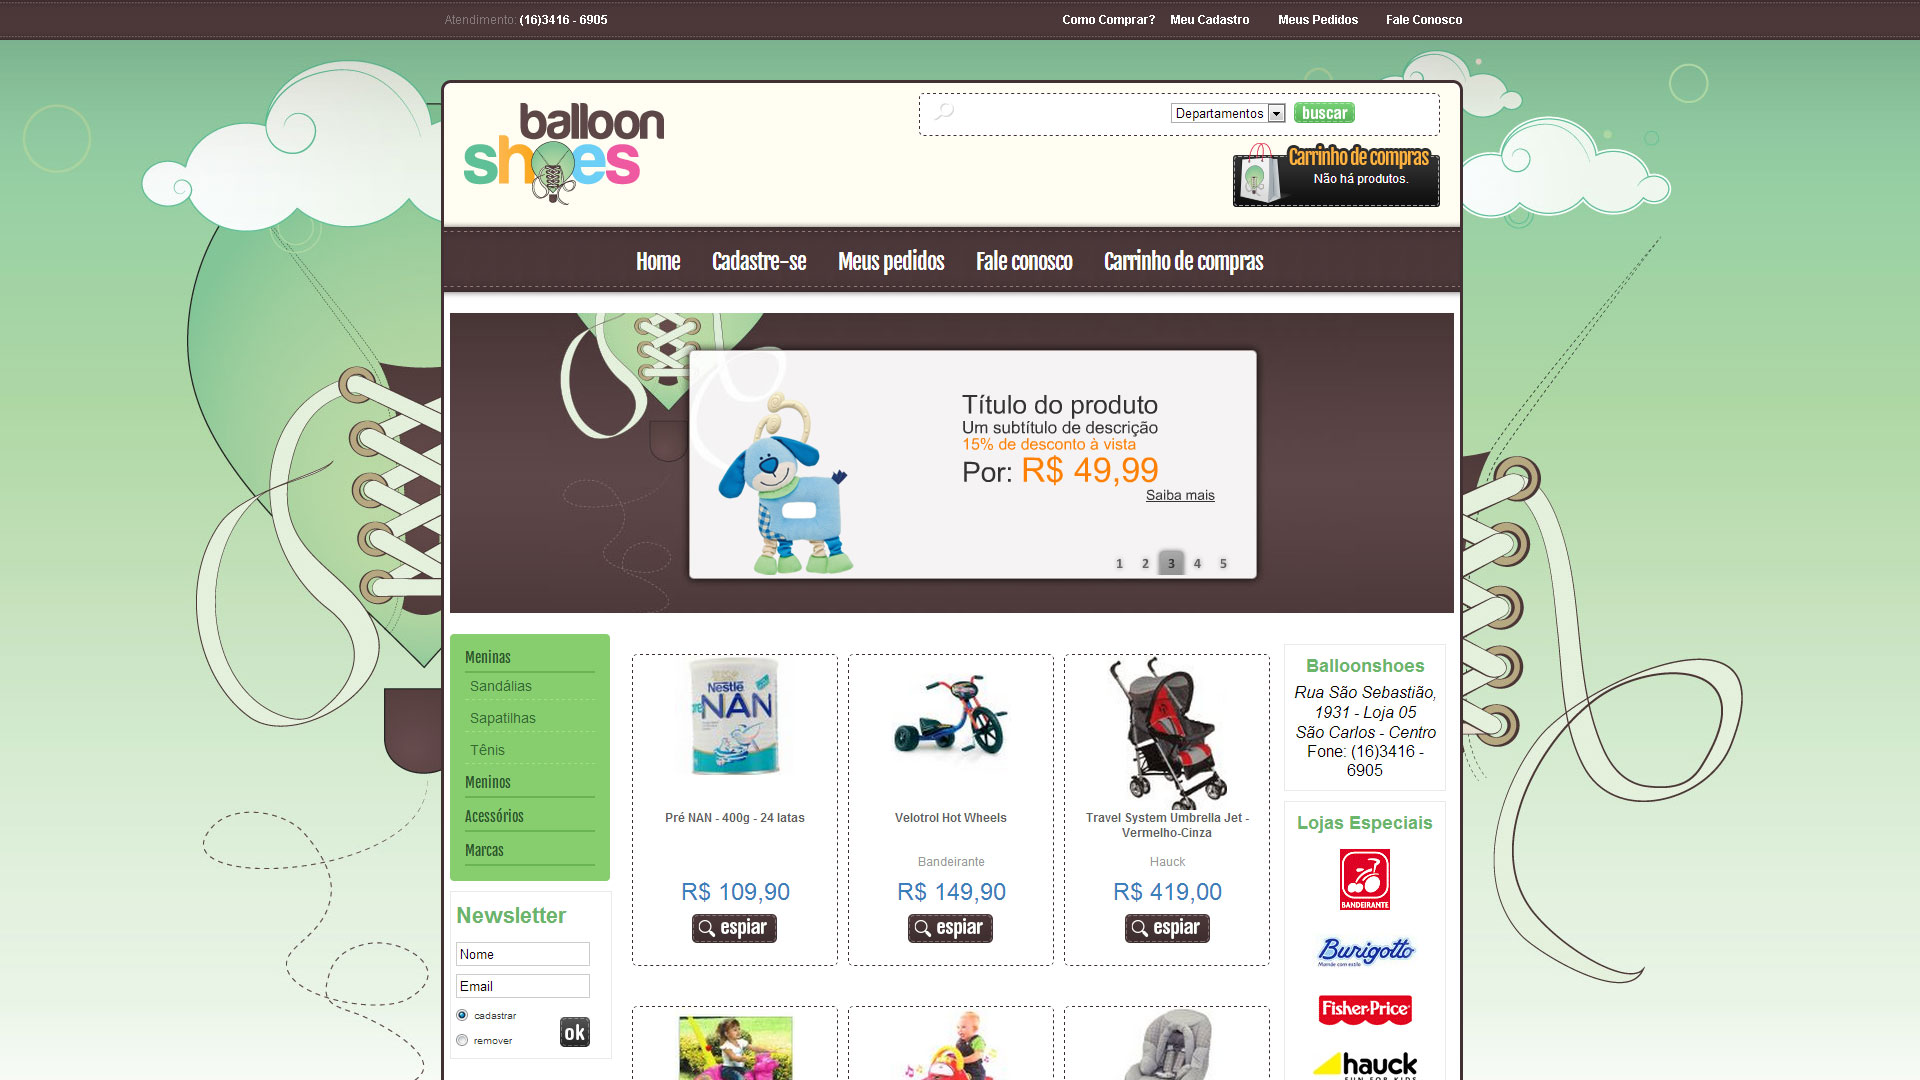 Atendimento: (16)3416 - 6905
Como Comprar? Meu Cadastro Meus Pedidos Fale Conosco
balloon
shoes
Departamentos
buscar
Carrinho de compras
Não há produtos.
Home Cadastre-se Meus pedidos Fale conosco Carrinho de compras
Título do produto
Um subtítulo de descrição
15% de desconto à vista
Por: R$ 49,99
Saiba mais
1 2 3 4 5
Meninas
Sandálias
Sapatilhas
Tênis
Meninos
Acessórios
Marcas
Newsletter
Nome
Email
cadastrar
remover
ok
Nestlé
NAN
Pré NAN - 400g - 24 latas
R$ 109,90
espiar
Velotrol Hot Wheels
Bandeirante
R$ 149,90
espiar
Travel System Umbrella Jet -
Vermelho-Cinza
Hauck
R$ 419,00
espiar
Balloonshoes
Rua São Sebastião,
1931 - Loja 05
São Carlos - Centro
Fone: (16)3416 -
6905
Lojas Especiais
BANDEIRANTE
Burigotto
Mamãe com estilo
Fisher-Price
hauck
FUN FOR KIDS